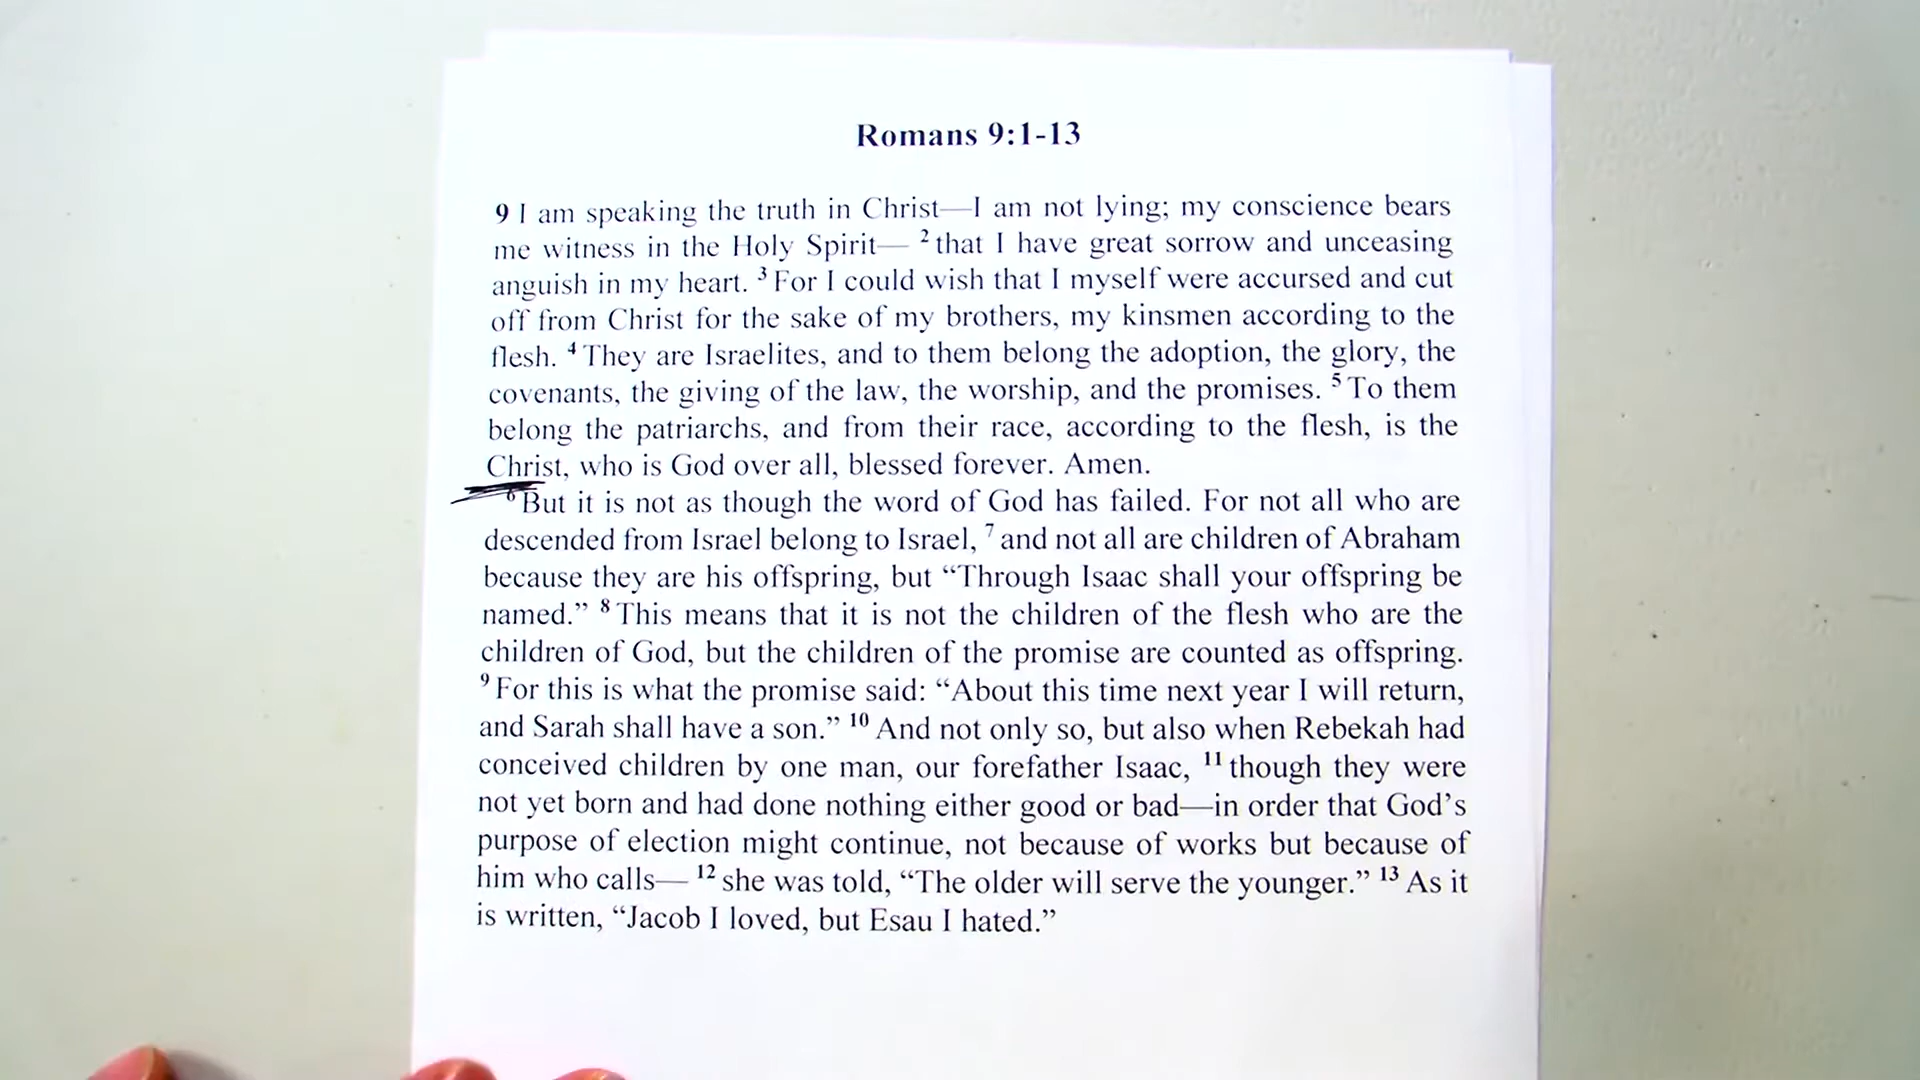 Romans 9:1-13
9 I am speaking the truth in Christ—I am not lying; my conscience bears
me witness in the Holy Spirit— 2 that I have great sorrow and unceasing
anguish in my heart. 3 For I could wish that I myself were accursed and cut
off from Christ for the sake of my brothers, my kinsmen according to the
flesh. 4 They are Israelites, and to them belong the adoption, the glory, the
covenants, the giving of the law, the worship, and the promises. 5 To them
belong the patriarchs, and from their race, according to the flesh, is the
Christ, who is God over all, blessed forever. Amen.
6 But it is not as though the word of God has failed. For not all who are
descended from Israel belong to Israel, 7 and not all are children of Abraham
because they are his offspring, but “Through Isaac shall your offspring be
named.” 8 This means that it is not the children of the flesh who are the
children of God, but the children of the promise are counted as offspring.
9 For this is what the promise said: “About this time next year I will return,
and Sarah shall have a son.” 10 And not only so, but also when Rebekah had
conceived children by one man, our forefather Isaac, 11 though they were
not yet born and had done nothing either good or bad—in order that God’s
purpose of election might continue, not because of works but because of
him who calls— 12 she was told, “The older will serve the younger.” 13 As it
is written, “Jacob I loved, but Esau I hated.”